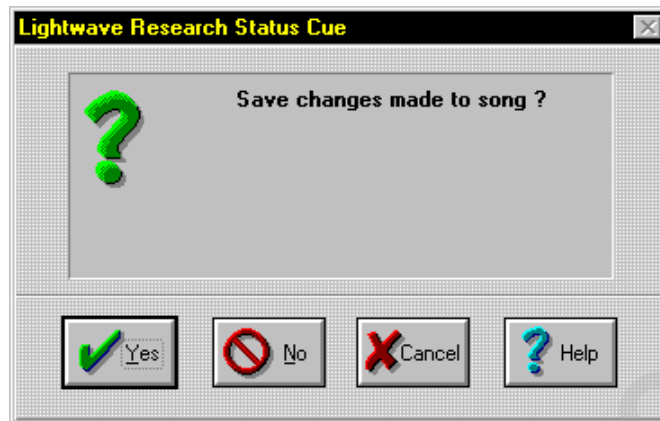 Lightwave Research Status Cue
Save changes made to song ?
Yes
No
Cancel
Help